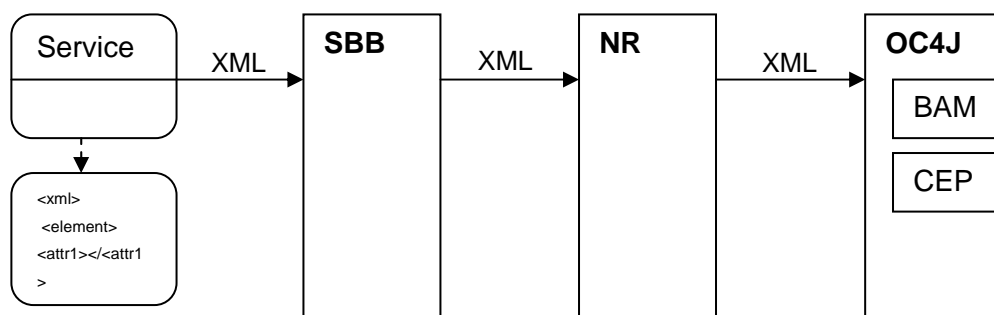 Service
XML
SBB
XML
NR
XML
OC4J
BAM
CEP
<xml>
<element>
<attr1></<attr1
>